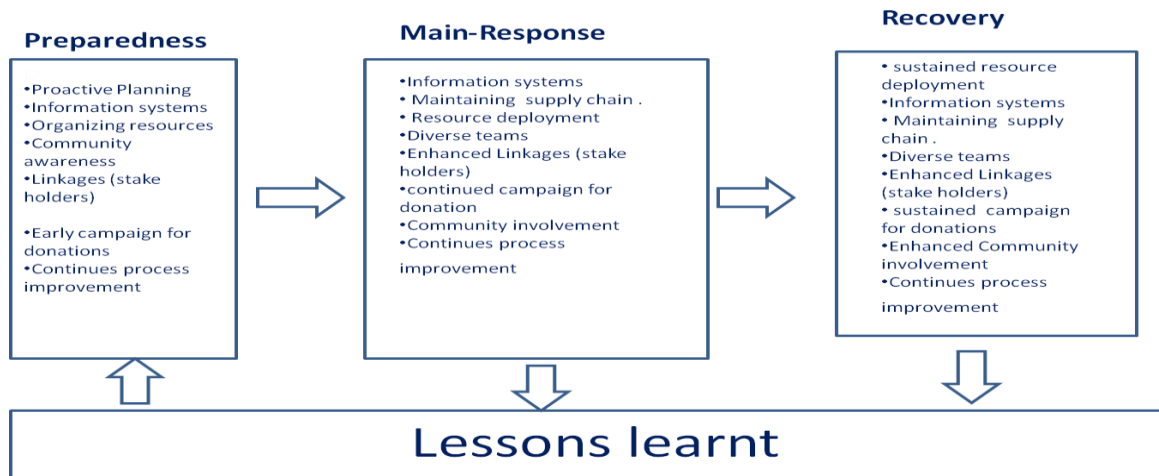 Preparedness
•Proactive Planning
•Information systems
•Organizing resources
•Community
awareness
•Linkages (stake
holders)
•Early campaign for
donations
•Continues process
improvement
Main-Response
•Information systems
• Maintaining supply chain .
• Resource deployment
•Diverse teams
•Enhanced Linkages (stake
holders)
•continued campaign for
donation
•Community involvement
•Continues process
improvement
Recovery
• sustained resource
deployment
•Information systems
• Maintaining supply
chain .
•Diverse teams
•Enhanced Linkages
(stake holders)
• sustained campaign
for donations
•Enhanced Community
involvement
•Continues process
improvement
Lessons learnt